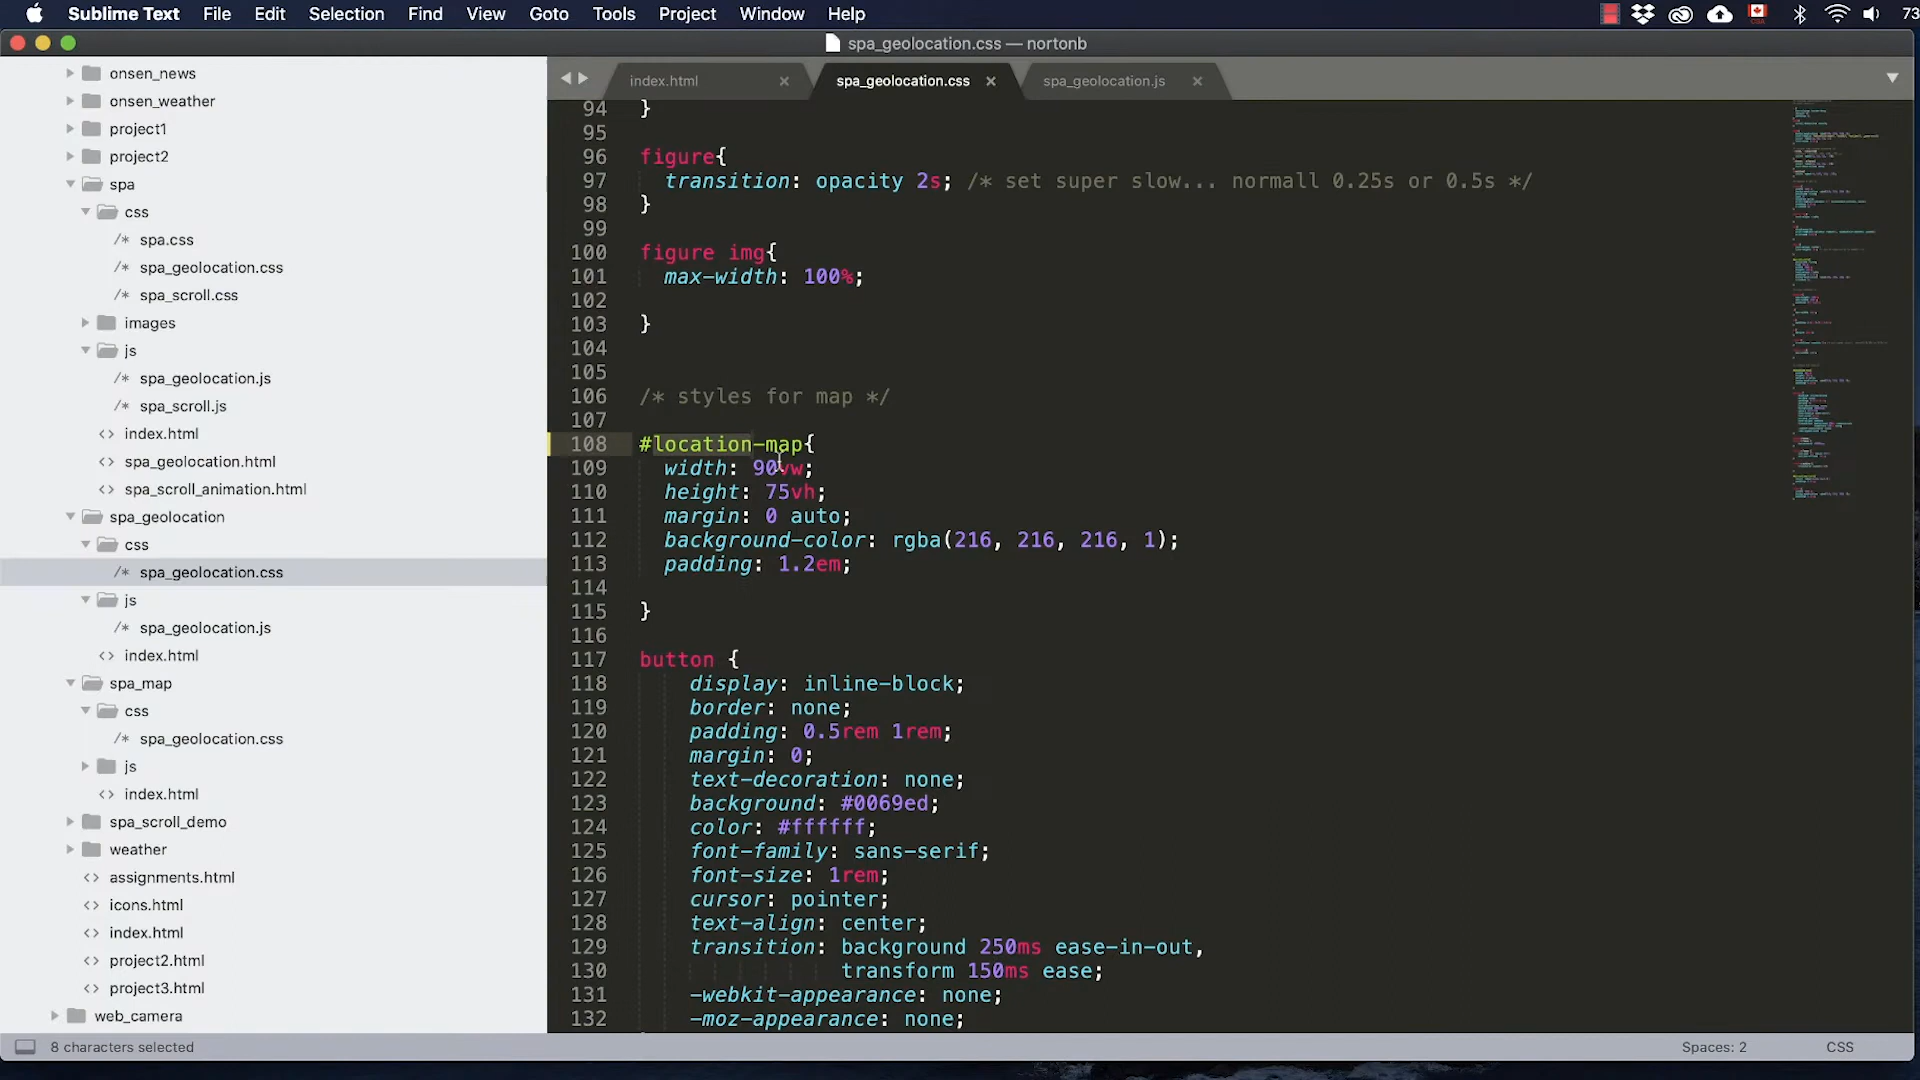 Sublime Text File Edit Selection Find View Goto Tools Project Window Help 73
spa_geolocation.css — nortonb
onsen_news
onsen_weather
project1
project2
spa
css
/* spa.css
/* spa_geolocation.css
/* spa_scroll.css
images
js
/* spa_geolocation.js
/* spa_scroll.js
<> index.html
<> spa_geolocation.html
<> spa_scroll_animation.html
spa_geolocation
css
/* spa_geolocation.css
js
/* spa_geolocation.js
<> index.html
spa_map
css
/* spa_geolocation.css
js
<> index.html
spa_scroll_demo
weather
<> assignments.html
<> icons.html
<> index.html
<> project2.html
<> project3.html
web_camera
index.html × spa_geolocation.css × spa_geolocation.js ×
94 }
95
96 figure{
97 transition: opacity 2s; /* set super slow... normall 0.25s or 0.5s */
98 }
99
100 figure img{
101 max-width: 100%;
102
103 }
104
105
106 /* styles for map */
107
108 #location-map{
109 width: 90vw;
110 height: 75vh;
111 margin: 0 auto;
112 background-color: rgba(216, 216, 216, 1);
113 padding: 1.2em;
114
115 }
116
117 button {
118 display: inline-block;
119 border: none;
120 padding: 0.5rem 1rem;
121 margin: 0;
122 text-decoration: none;
123 background: #0069ed;
124 color: #ffffff;
125 font-family: sans-serif;
126 font-size: 1rem;
127 cursor: pointer;
128 text-align: center;
129 transition: background 250ms ease-in-out,
130 transform 150ms ease;
131 -webkit-appearance: none;
132 -moz-appearance: none;
8 characters selected Spaces: 2 CSS